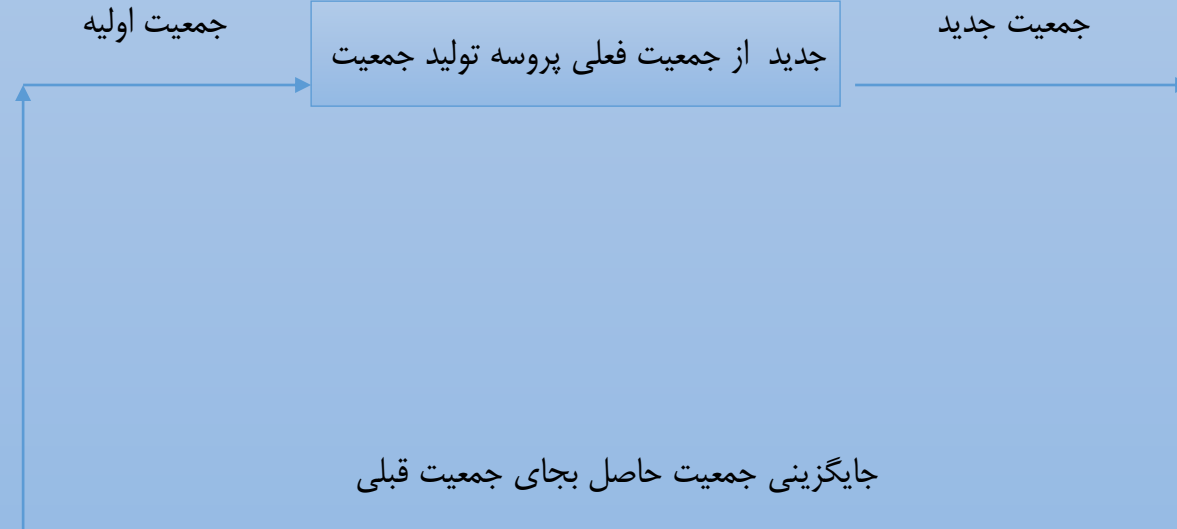 جمعیت جدید
جدید از جمعیت فعلی پروسه تولید جمعیت
جمعیت اولیه
جایگزینی جمعیت حاصل بجای جمعیت قبلی